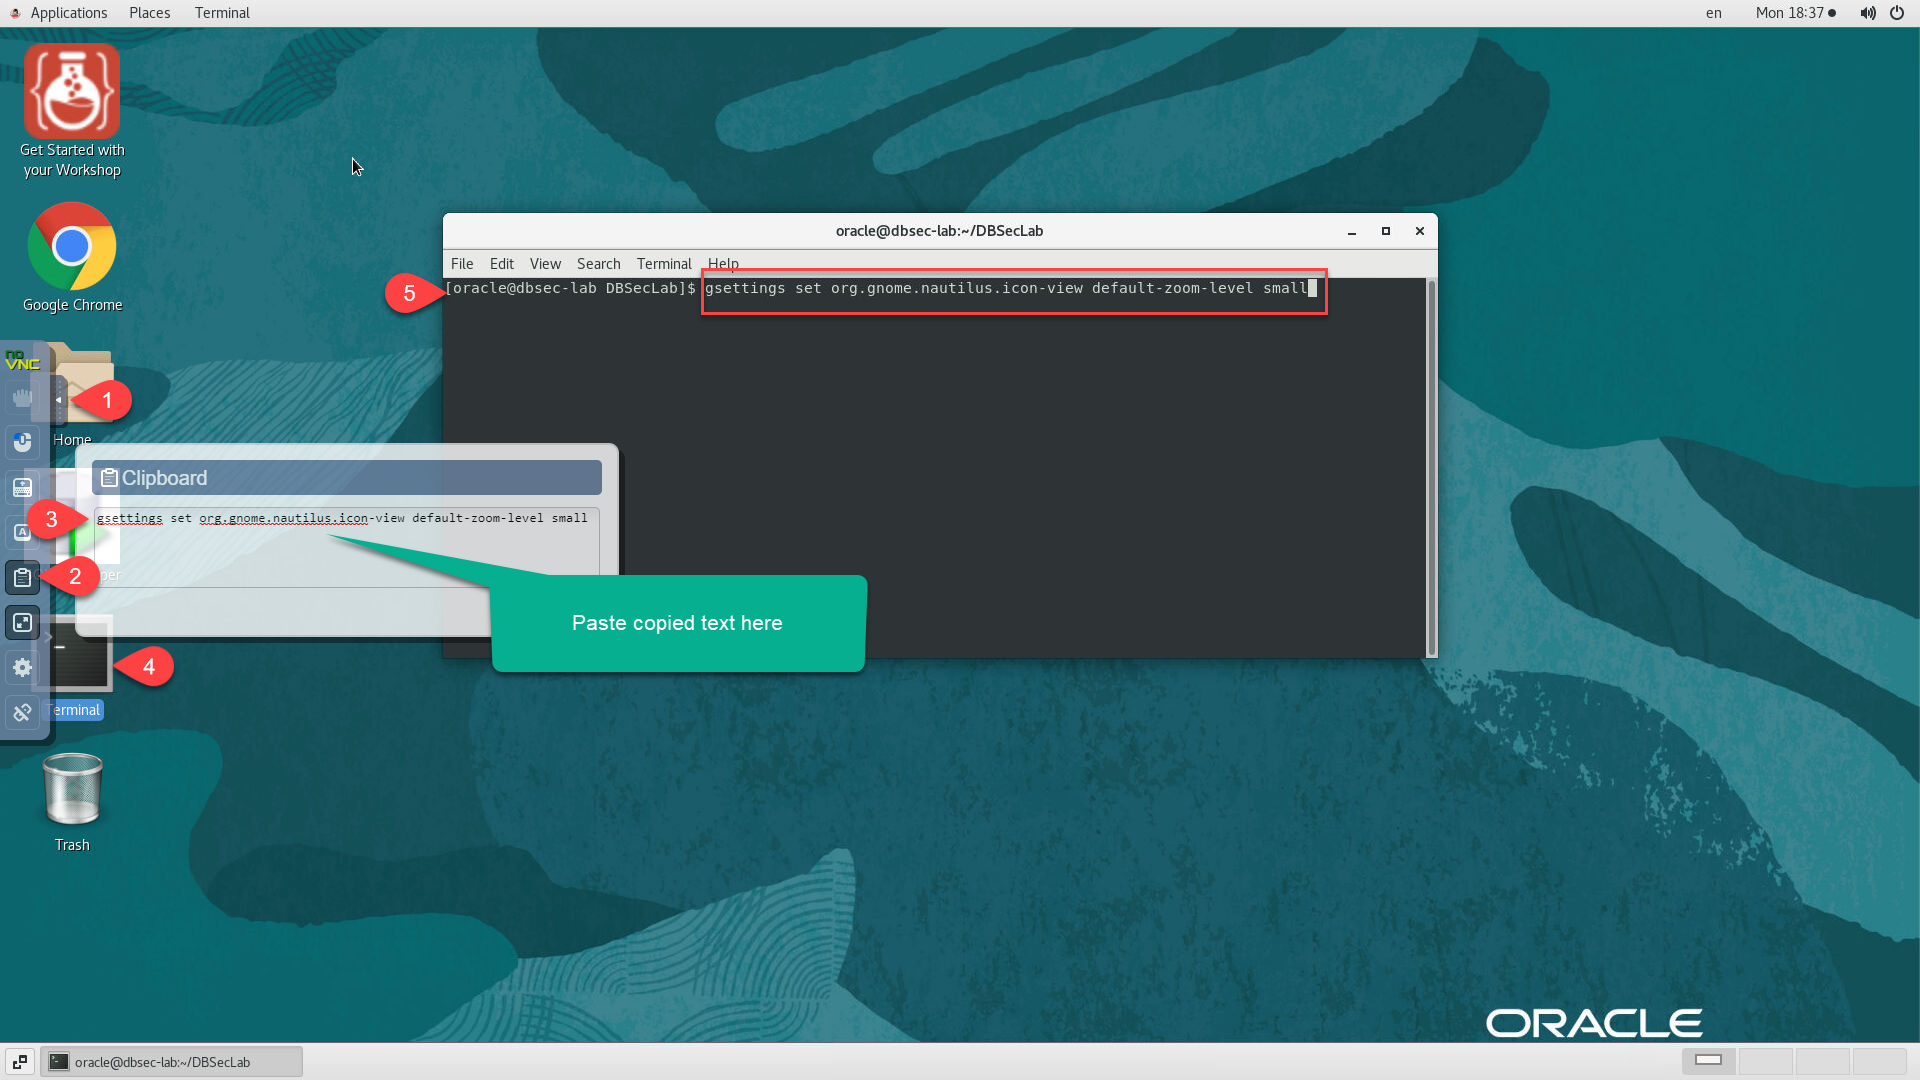 Applications Places Terminal
en Mon 18:37
Get Started with
your Workshop
Google Chrome
oracle@dbsec-lab:~/DBSecLab
File Edit View Search Terminal Help
5
[oracle@dbsec-lab DBSecLab]$ gsettings set org.gnome.nautilus.icon-view default-zoom-level small
no
VNC
1
Home
Clipboard
3
gsettings set org.gnome.nautilus.icon-view default-zoom-level small
A
2
per
Paste copied text here
4
Terminal
Trash
ORACLE
oracle@dbsec-lab:~/DBSecLab